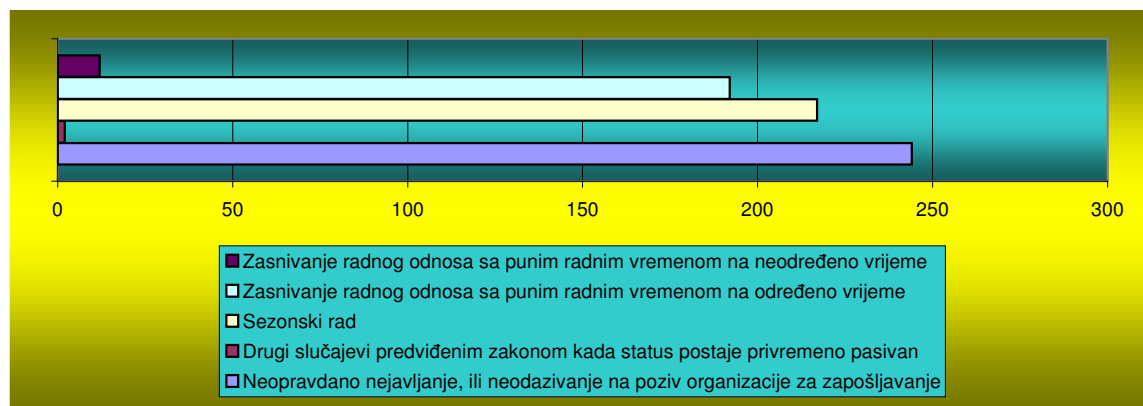 0 50 100 150 200 250 300
Zasnivanje radnog odnosa sa punim radnim vremenom na neodređeno vrijeme
Zasnivanje radnog odnosa sa punim radnim vremenom na određeno vrijeme
Sezonski rad
Drugi slučajevi predviđenim zakonom kada status postaje privremeno pasivan
Neopravdano nejavljanje, ili neodazivanje na poziv organizacije za zapošljavanje